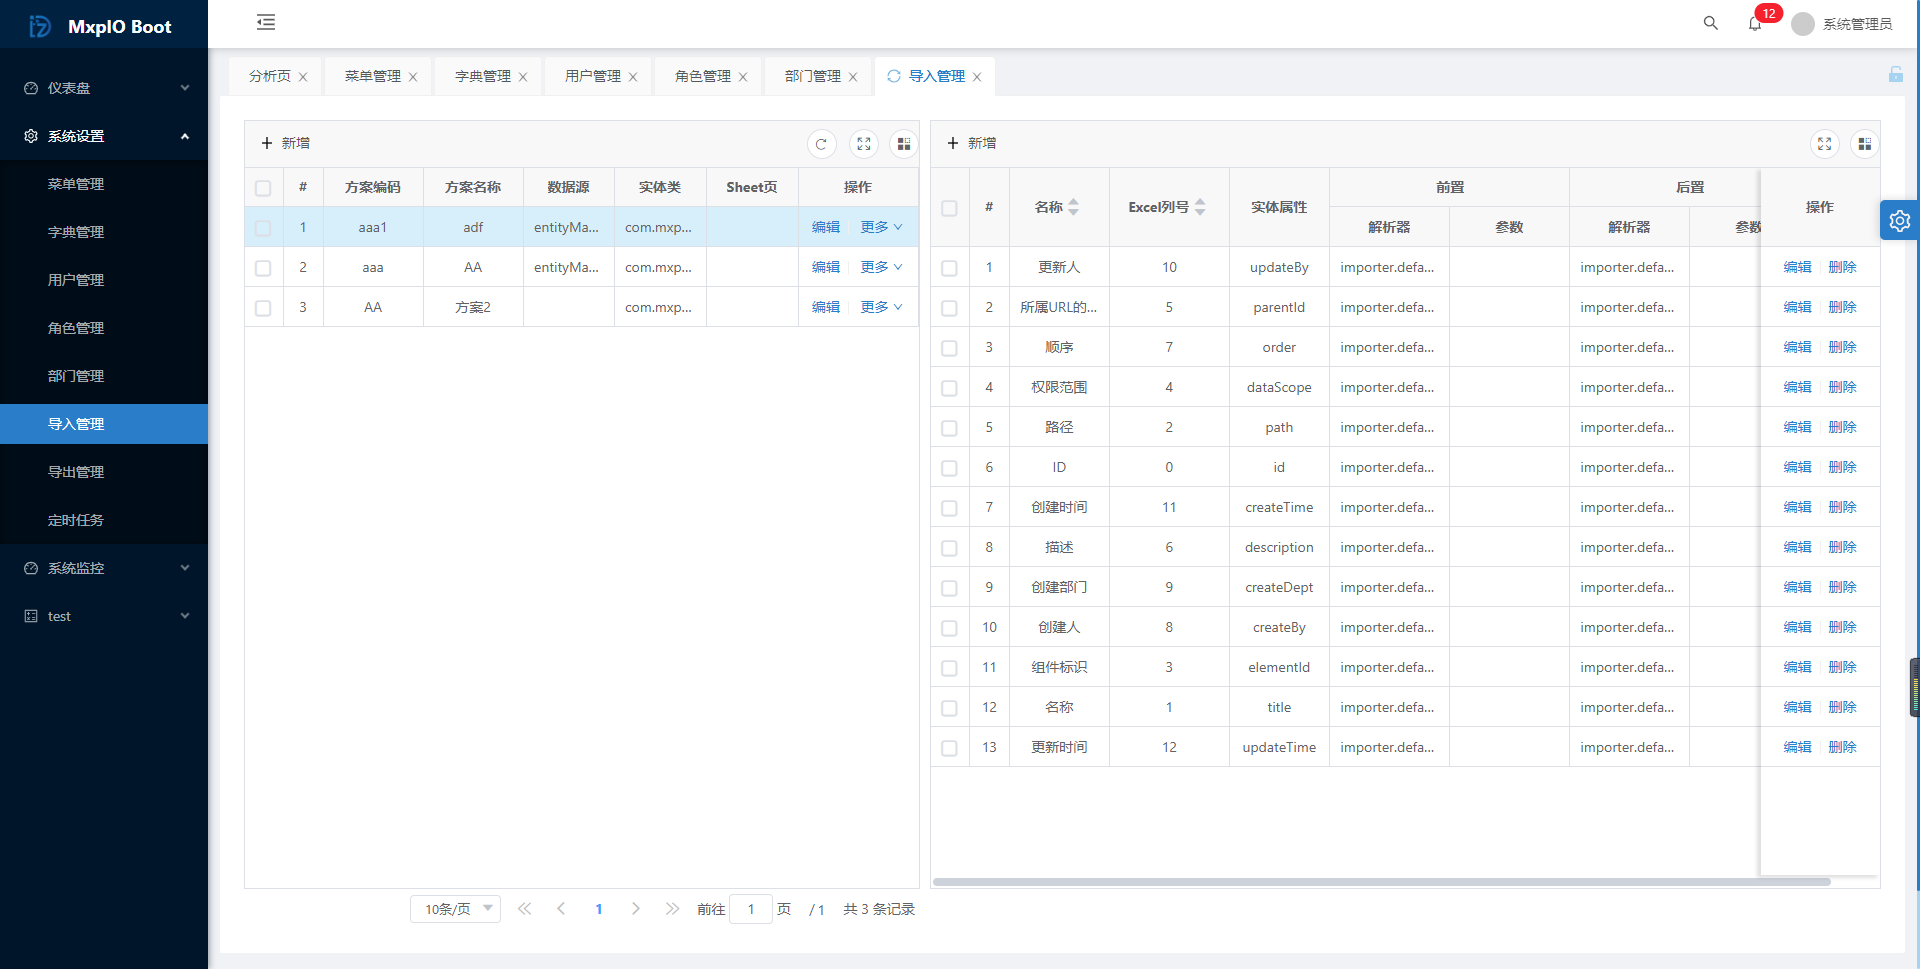 MxpIO Boot
12
系统管理员
仪表盘
系统设置
菜单管理
字典管理
用户管理
角色管理
部门管理
导入管理
导出管理
定时任务
系统监控
test
分析页 菜单管理 字典管理 用户管理 角色管理 部门管理 导入管理
新增
# 方案编码 方案名称 数据源 实体类 Sheet页 操作
1 aaa1 adf entityMa... com.mxp... 编辑 更多
2 aaa AA entityMa... com.mxp... 编辑 更多
3 AA 方案2 com.mxp... 编辑 更多
10条/页 1 前往 1 页 / 1 共 3 条记录
新增
# 名称 Excel列号 实体属性 前置 后置 操作
解析器 参数 解析器 参数
1 更新人 10 updateBy importer.defa... importer.defa... 编辑 删除
2 所属URL的... 5 parentId importer.defa... importer.defa... 编辑 删除
3 顺序 7 order importer.defa... importer.defa... 编辑 删除
4 权限范围 4 dataScope importer.defa... importer.defa... 编辑 删除
5 路径 2 path importer.defa... importer.defa... 编辑 删除
6 ID 0 id importer.defa... importer.defa... 编辑 删除
7 创建时间 11 createTime importer.defa... importer.defa... 编辑 删除
8 描述 6 description importer.defa... importer.defa... 编辑 删除
9 创建部门 9 createDept importer.defa... importer.defa... 编辑 删除
10 创建人 8 createBy importer.defa... importer.defa... 编辑 删除
11 组件标识 3 elementId importer.defa... importer.defa... 编辑 删除
12 名称 1 title importer.defa... importer.defa... 编辑 删除
13 更新时间 12 updateTime importer.defa... importer.defa... 编辑 删除